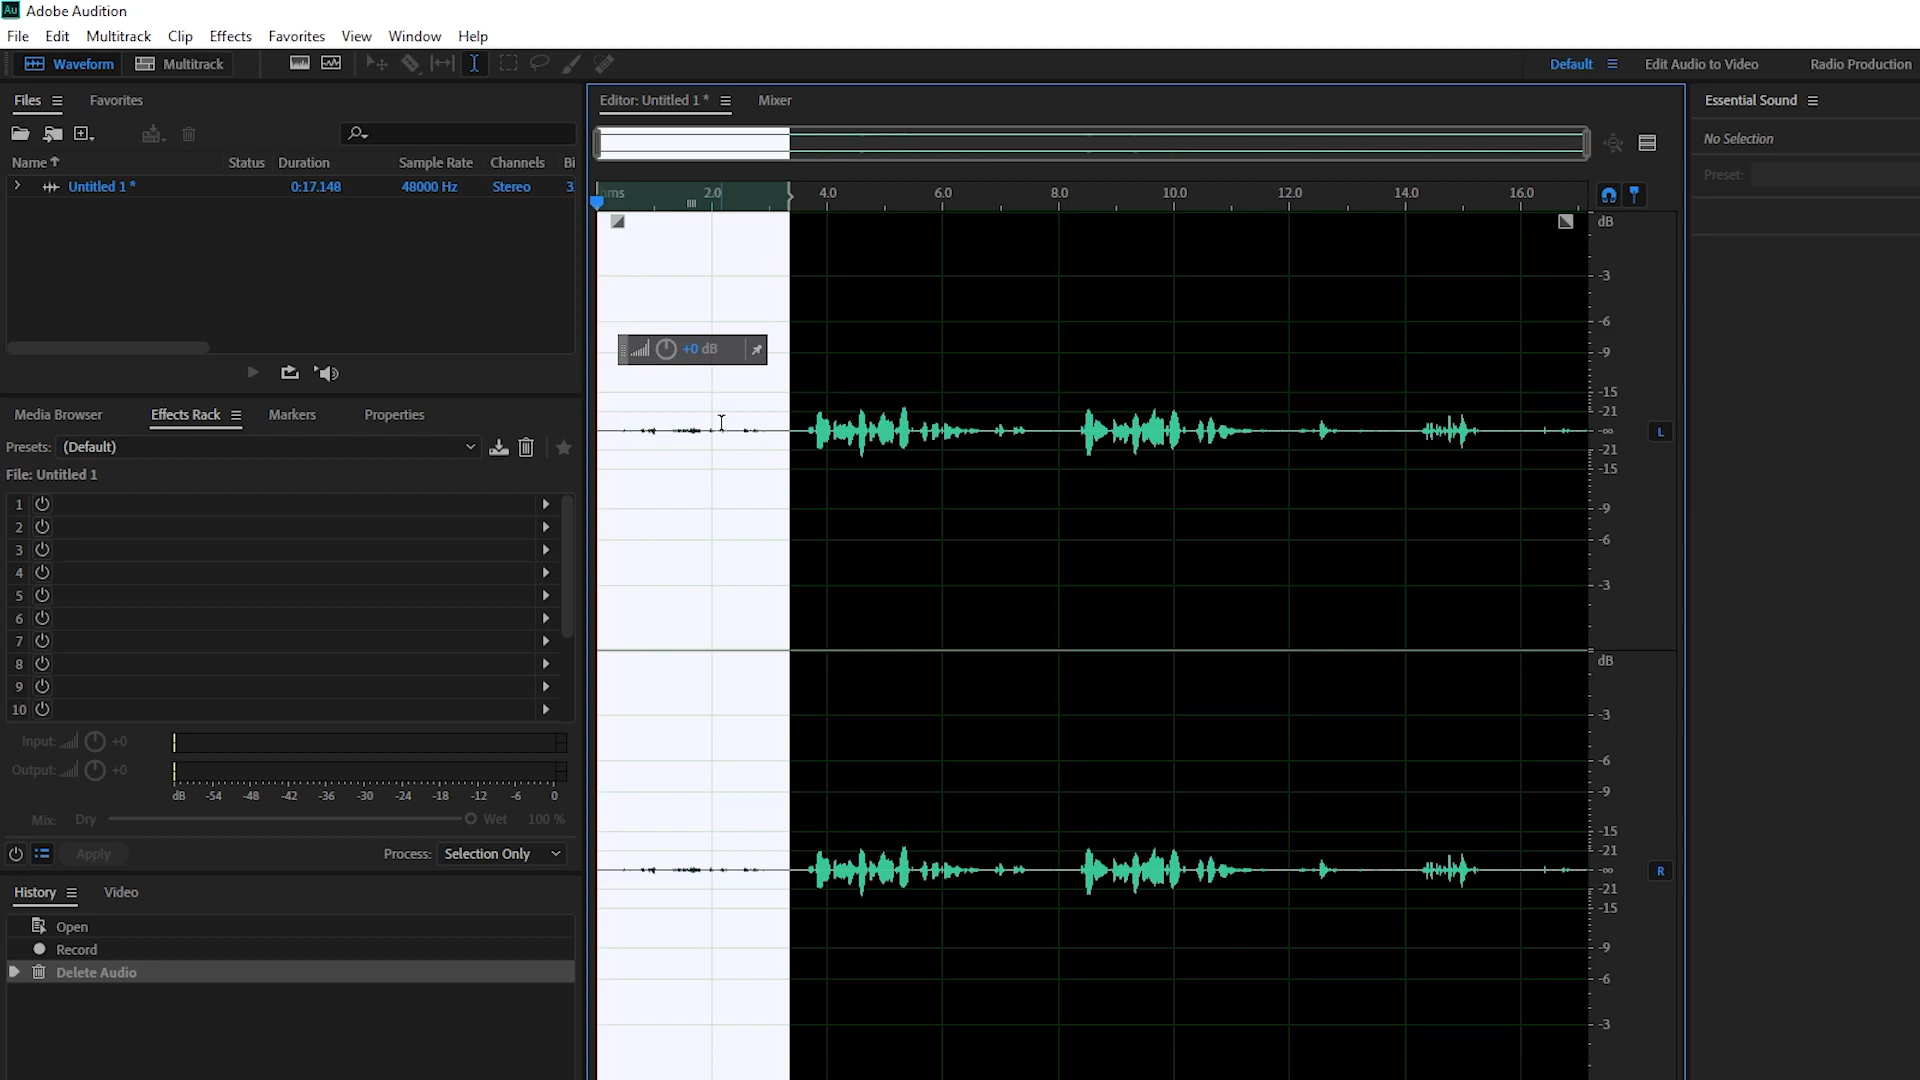 Au Adobe Audition
File Edit Multitrack Clip Effects Favorites View Window Help
Waveform Multitrack Default Edit Audio to Video Radio Production
Files Favorites
Name Status Duration Sample Rate Channels Bi
Untitled 1 * 0:17.148 48000 Hz Stereo 3
Media Browser Effects Rack Markers Properties
Presets: (Default)
File: Untitled 1
1
2
3
4
5
6
7
8
9
10
Input: +0
Output: +0
dB -54 -48 -42 -36 -30 -24 -18 -12 -6 0
Mix: Dry Wet 100 %
Apply Process: Selection Only
History Video
Open
Record
Delete Audio
Editor: Untitled 1 * Mixer
hms 2.0 4.0 6.0 8.0 10.0 12.0 14.0 16.0
+0 dB
dB
-3
-6
-9
-15
-21
-∞
-21
-15
-9
-6
-3
L
dB
-3
-6
-9
-15
-21
-∞
-21
-15
-9
-6
-3
R
Essential Sound
No Selection
Preset: